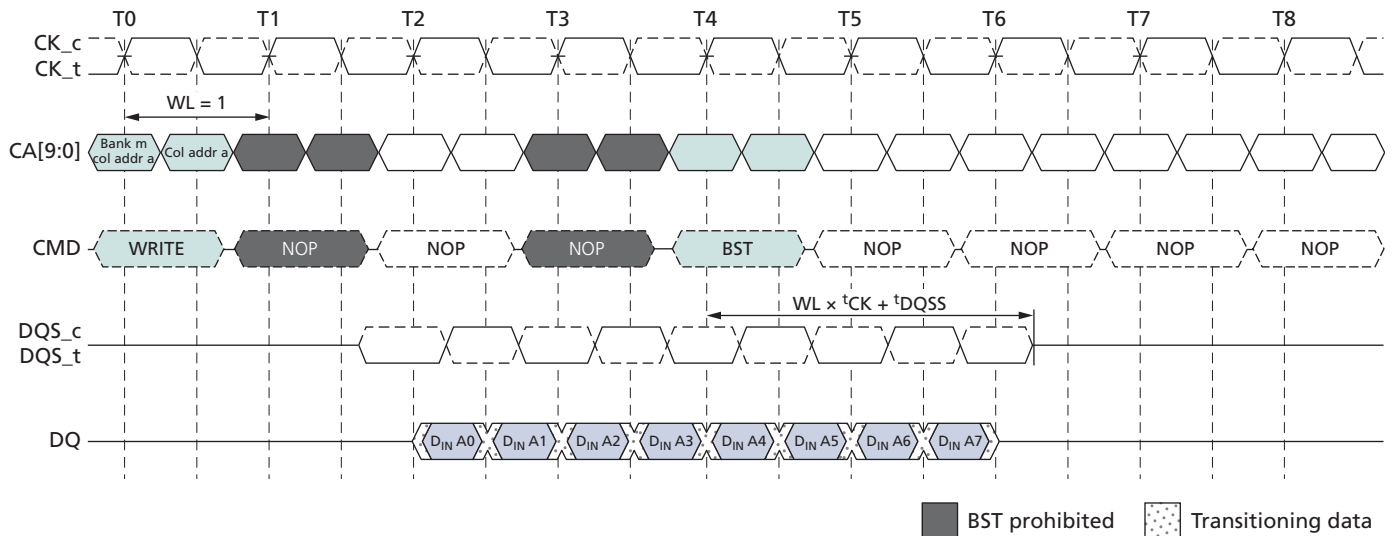 T0 T1 T2 T3 T4 T5 T6 T7 T8
CK_c
CK_t
WL = 1
CA[9:0]
Bank m
col addr a
Col addr a
CMD WRITE NOP NOP NOP BST NOP NOP NOP NOP
WL × tCK + tDQSS
DQS_c
DQS_t
DQ DIN A0 DIN A1 DIN A2 DIN A3 DIN A4 DIN A5 DIN A6 DIN A7
BST prohibited Transitioning data